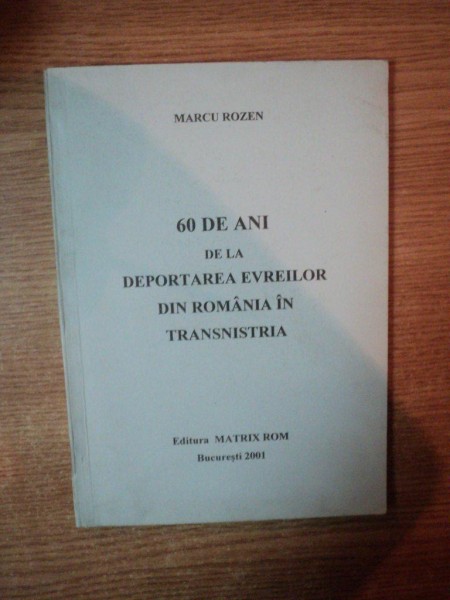 MARCU ROZEN
60 DE ANI
DE LA
DEPORTAREA EVREILOR
DIN ROMÂNIA ÎN
TRANSNISTRIA
Editura MATRIX ROM
Bucureşti 2001